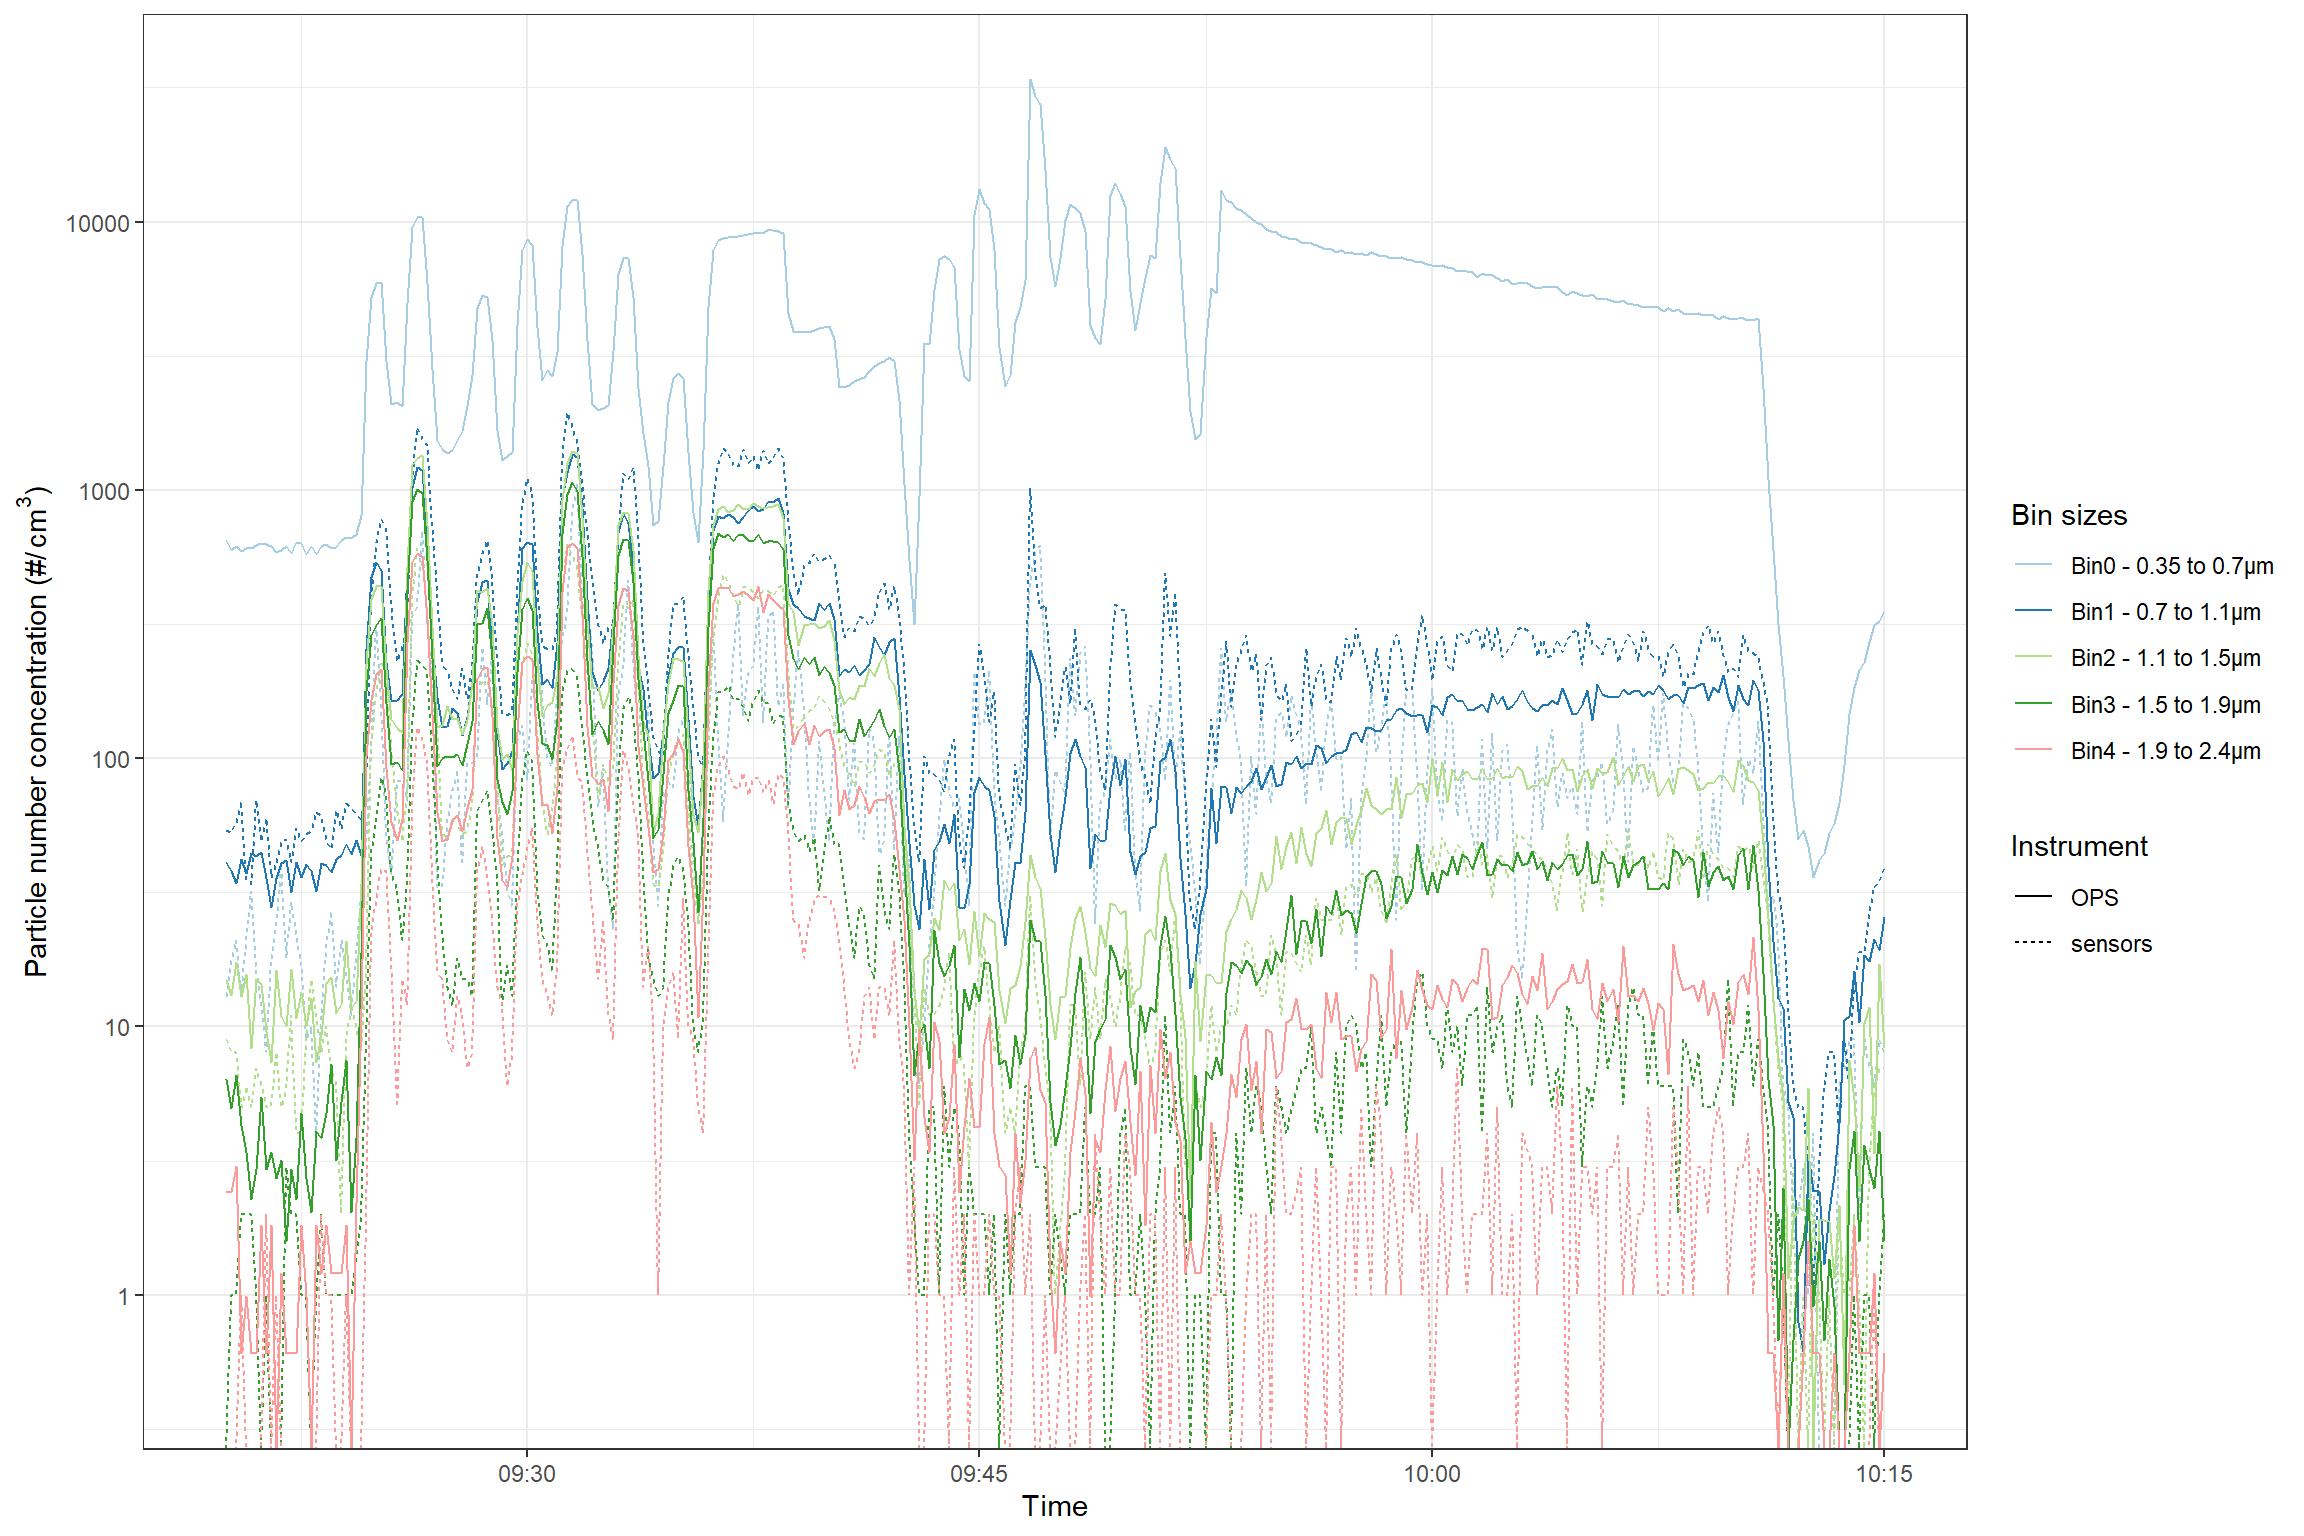 10000
1000
100
10
1
Particle number concentration (#/cm³)
09:30
09:45
10:00
10:15
Time
Bin sizes
Bin0 - 0.35 to 0.7µm
Bin1 - 0.7 to 1.1µm
Bin2 - 1.1 to 1.5µm
Bin3 - 1.5 to 1.9µm
Bin4 - 1.9 to 2.4µm
Instrument
OPS
sensors